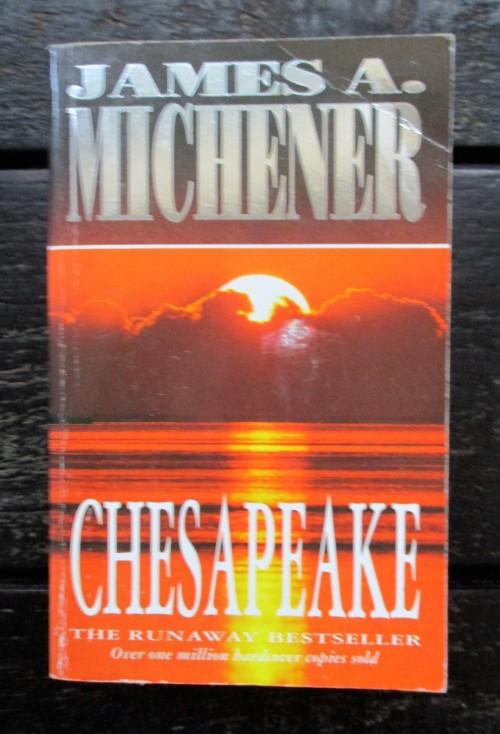 JAMES A.
MICHENER
CHESAPEAKE
THE RUNAWAY BESTSELLER
Over one million hardcover copies sold